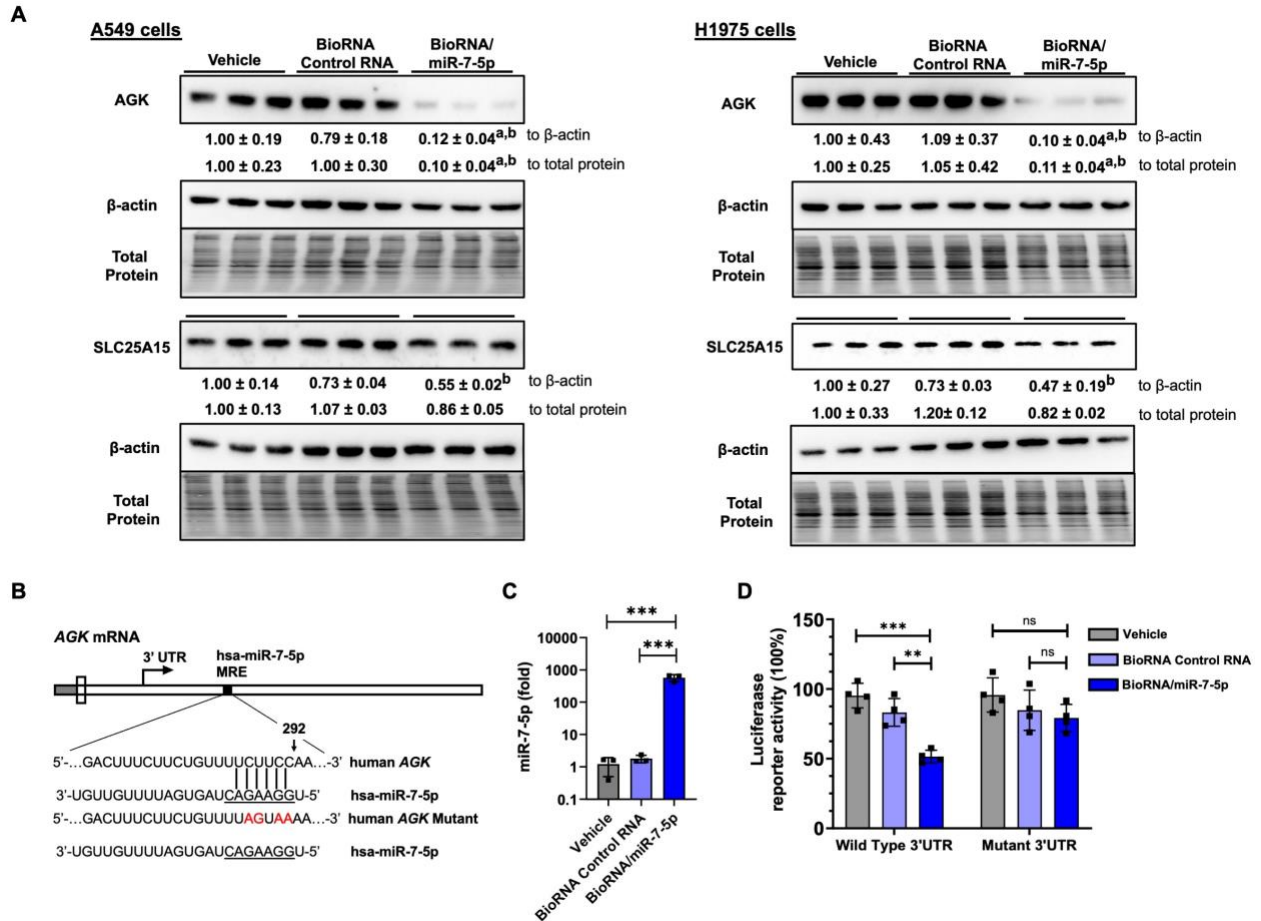 A
A549 cells
Vehicle
BioRNA
Control RNA
BioRNA/
miR-7-5p
AGK
1.00 ± 0.19 0.79 ± 0.18 0.12 ± 0.04a,b to β-actin
1.00 ± 0.23 1.00 ± 0.30 0.10 ± 0.04a,b to total protein
β-actin
Total
Protein
SLC25A15
1.00 ± 0.14 0.73 ± 0.04 0.55 ± 0.02b to β-actin
1.00 ± 0.13 1.07 ± 0.03 0.86 ± 0.05 to total protein
β-actin
Total
Protein
H1975 cells
Vehicle
BioRNA
Control RNA
BioRNA/
miR-7-5p
AGK
1.00 ± 0.43 1.09 ± 0.37 0.10 ± 0.04a,b to β-actin
1.00 ± 0.25 1.05 ± 0.42 0.11 ± 0.04a,b to total protein
β-actin
Total
Protein
SLC25A15
1.00 ± 0.27 0.73 ± 0.03 0.47 ± 0.19b to β-actin
1.00 ± 0.33 1.20± 0.12 0.82 ± 0.02 to total protein
β-actin
Total
Protein
B
AGK mRNA
3' UTR
hsa-miR-7-5p
MRE
292
5'-...GACUUUCUUCUGUUUUCUUCCAA...-3' human AGK
3'-UGUUGUUUUAGUGAUCAGAAGGU-5' hsa-miR-7-5p
5'-...GACUUUCUUCUGUUUUAGUAAAA...-3' human AGK Mutant
3'-UGUUGUUUUAGUGAUCAGAAGGU-5' hsa-miR-7-5p
C
miR-7-5p (fold)
10000
1000
100
10
1
0.1
***
***
Vehicle
BioRNA Control RNA
BioRNA/miR-7-5p
D
Luciferaase
reporter activity (100%)
150
100
50
0
***
**
ns
ns
Wild Type 3'UTR
Mutant 3'UTR
Vehicle
BioRNA Control RNA
BioRNA/miR-7-5p